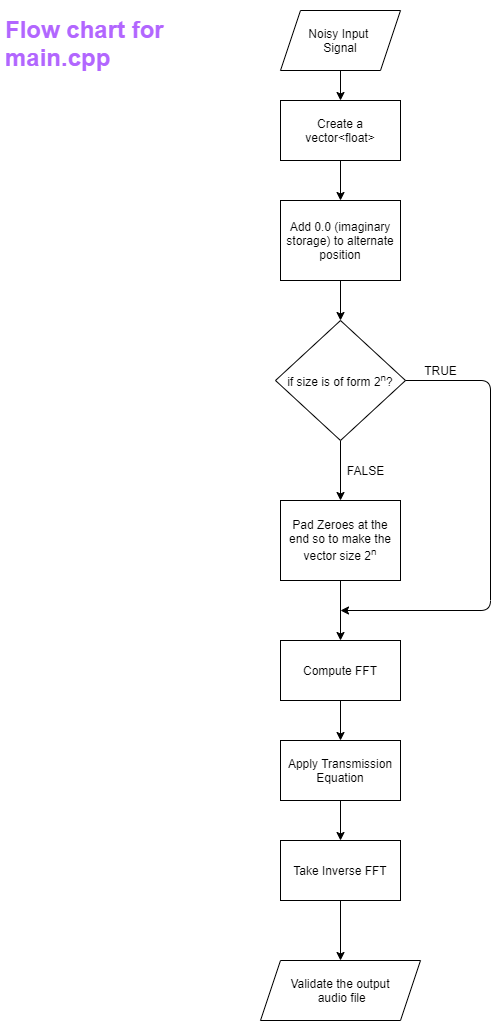 Flow chart for
main.cpp
Noisy Input
Signal
Create a
vector<float>
Add 0.0 (imaginary
storage) to alternate
position
if size is of form 2ⁿ?
TRUE
FALSE
Pad Zeroes at the
end so to make the
vector size 2ⁿ
Compute FFT
Apply Transmission
Equation
Take Inverse FFT
Validate the output
audio file